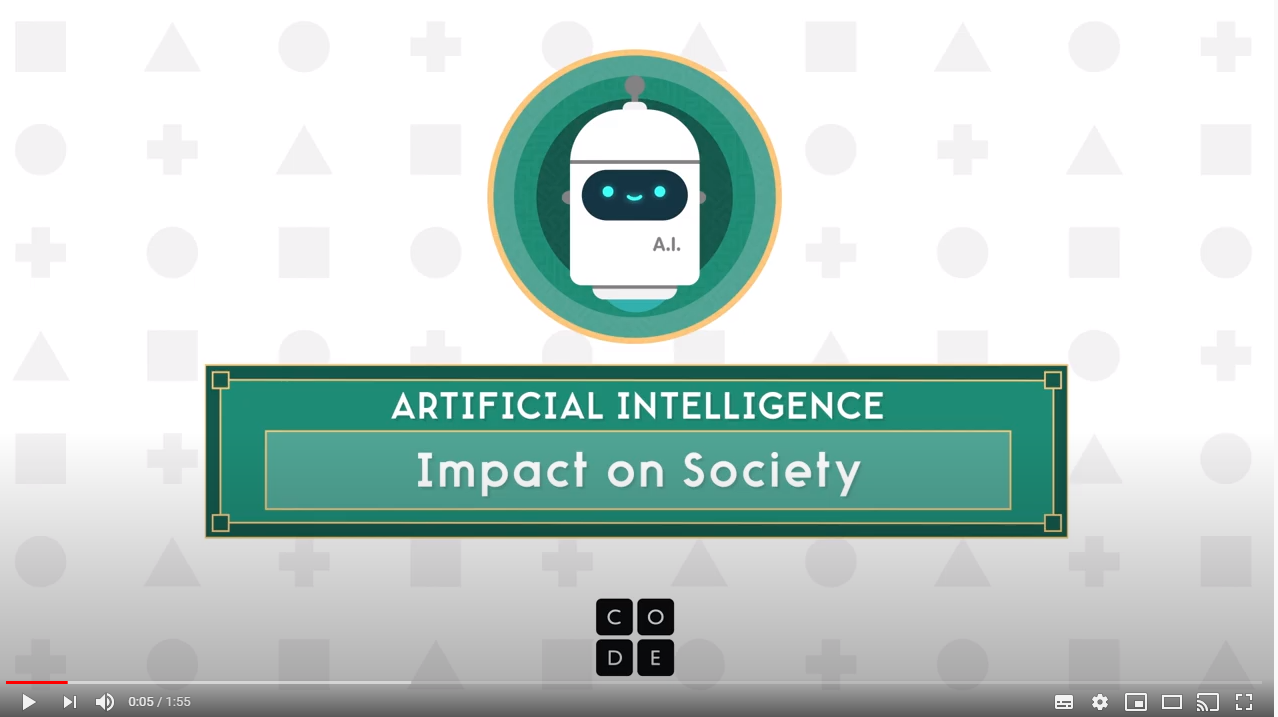 A.I.
ARTIFICIAL INTELLIGENCE
Impact on Society
C O
D E
0:05 / 1:55